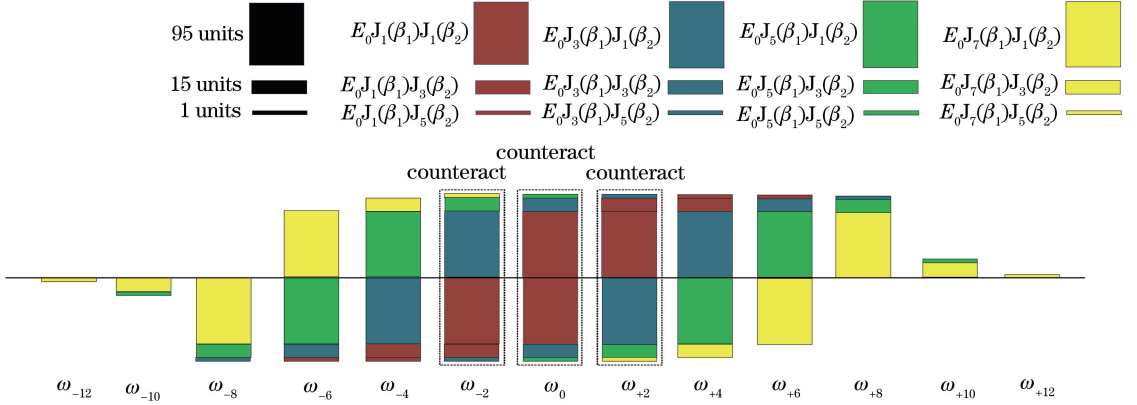 95 units E₀J₁(β₁)J₁(β₂) E₀J₃(β₁)J₁(β₂) E₀J₅(β₁)J₁(β₂) E₀J₇(β₁)J₁(β₂)
15 units E₀J₁(β₁)J₃(β₂) E₀J₃(β₁)J₃(β₂) E₀J₅(β₁)J₃(β₂) E₀J₇(β₁)J₃(β₂)
1 units E₀J₁(β₁)J₅(β₂) E₀J₃(β₁)J₅(β₂) E₀J₅(β₁)J₅(β₂) E₀J₇(β₁)J₅(β₂)
counteract
counteract counteract
ω₋₁₂ ω₋₁₀ ω₋₈ ω₋₆ ω₋₄ ω₋₂ ω₀ ω₊₂ ω₊₄ ω₊₆ ω₊₈ ω₊₁₀ ω₊₁₂